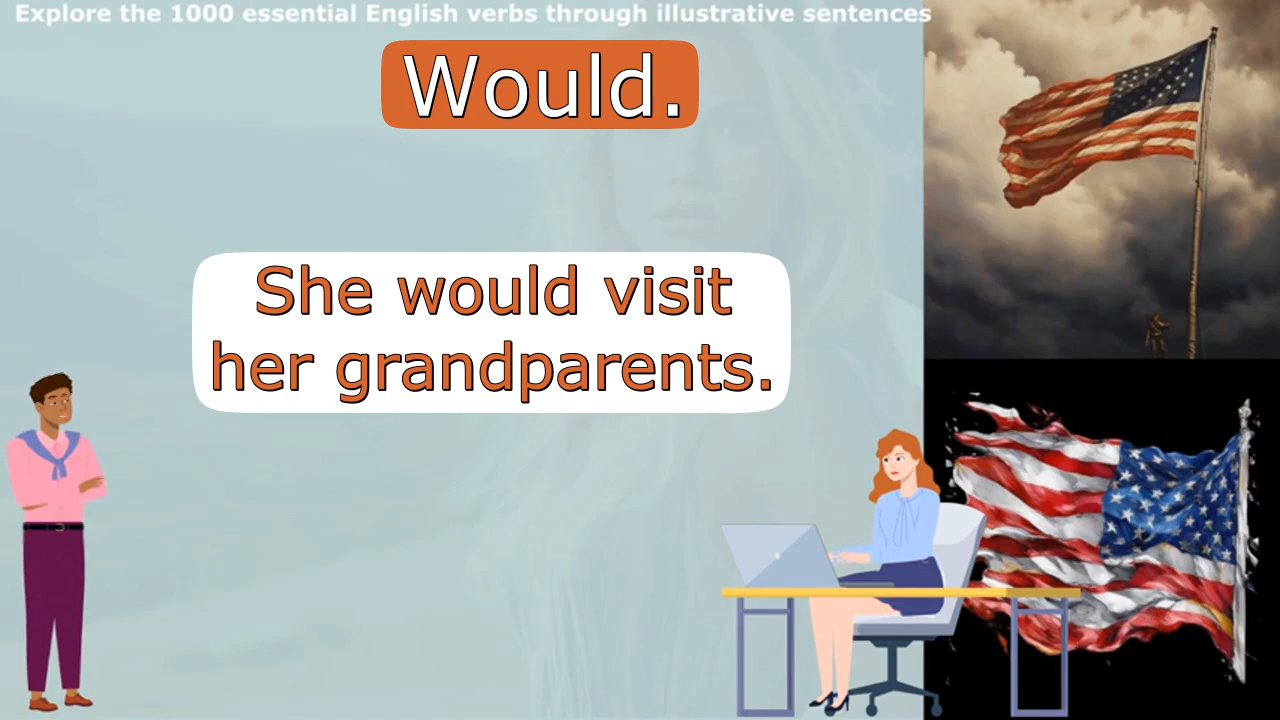 Explore the 1000 essential English verbs through illustrative sentences
Would.
She would visit
her grandparents.